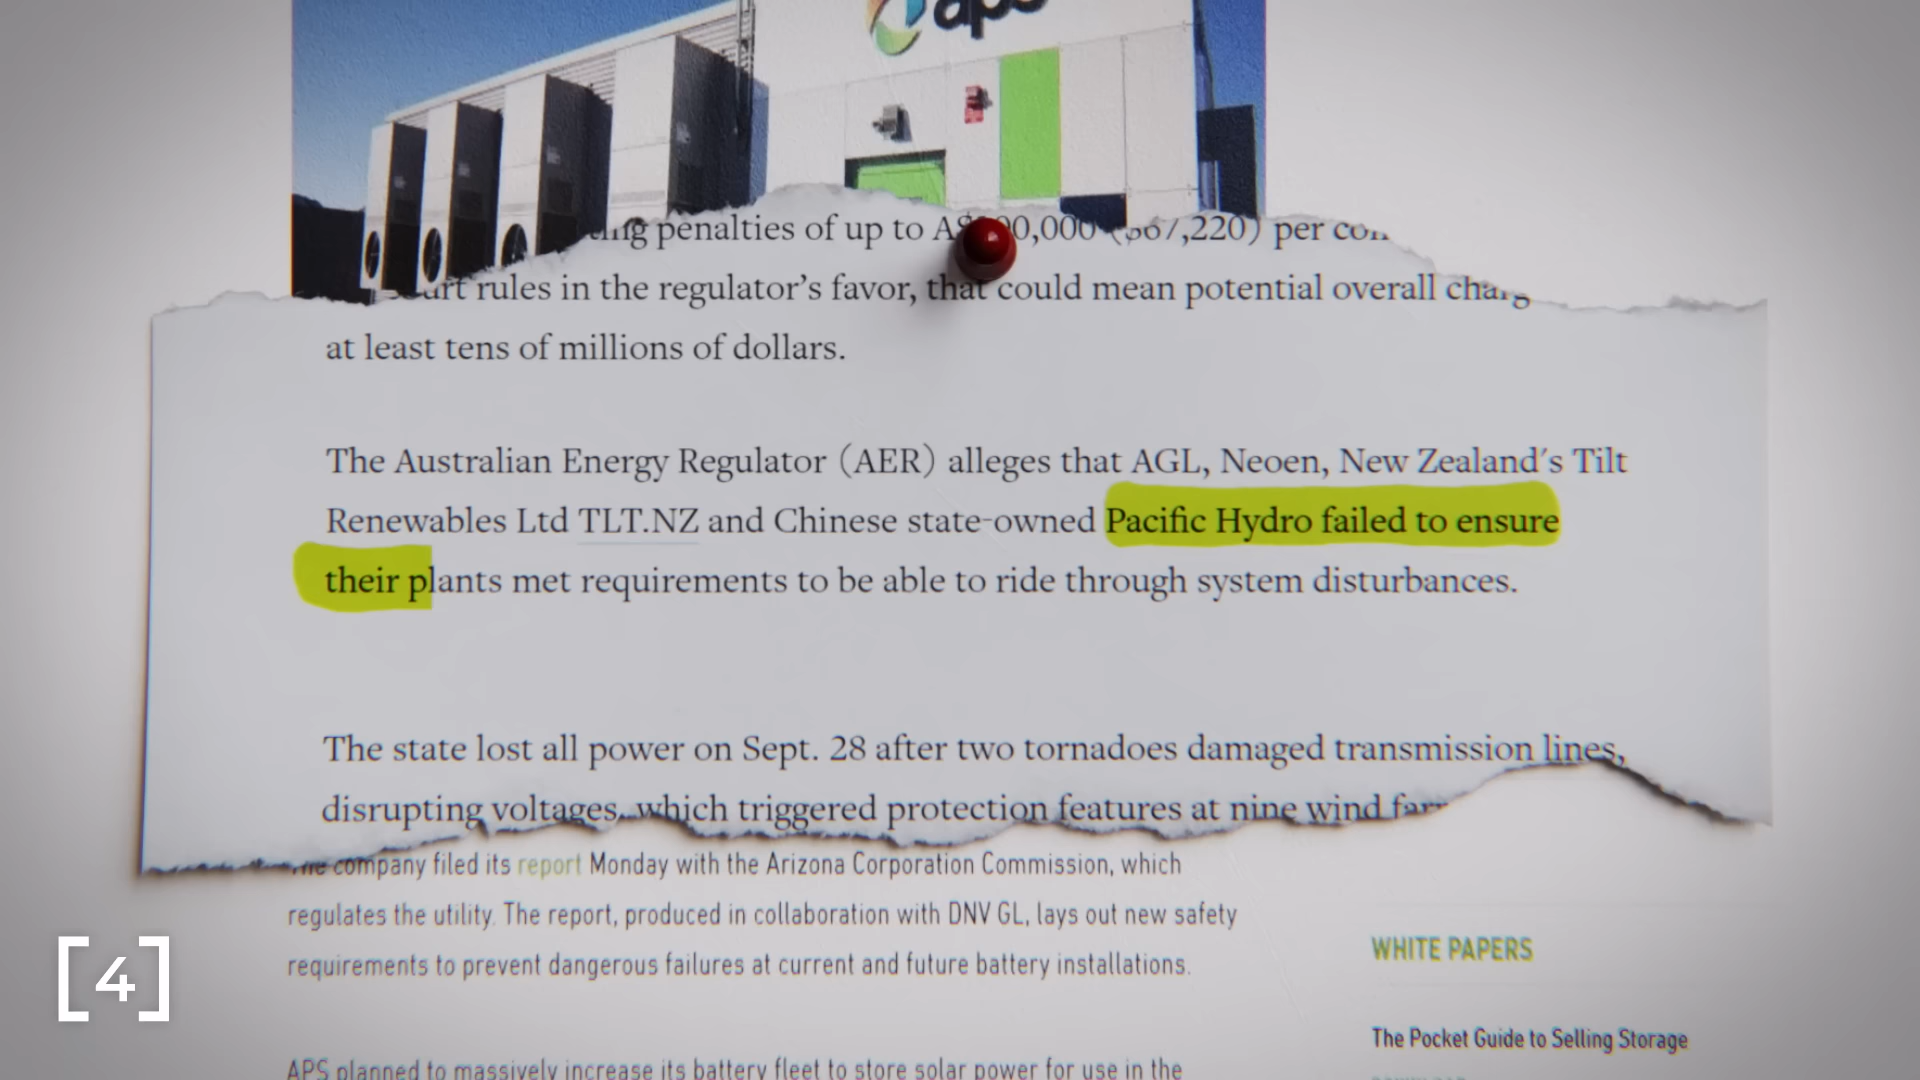 aps
penalties of up to per
rules in the regulator's favor, that could mean potential overall
at least tens of millions of dollars.
The Australian Energy Regulator (AER) alleges that AGL, Neoen, New Zealand's Tilt
Renewables Ltd TLT.NZ and Chinese state-owned Pacific Hydro failed to ensure
their plants met requirements to be able to ride through system disturbances.
The state lost all power on Sept. 28 after two tornadoes damaged transmission lines,
disrupting voltages, which triggered protection features at nine wind
company filed its report Monday with the Arizona Corporation Commission, which
regulates the utility. The report, produced in collaboration with DNV GL, lays out new safety
requirements to prevent dangerous failures at current and future battery installations.
WHITE PAPERS
[4]
The Pocket Guide to Selling Storage
APS planned to massively increase its battery fleet to store solar power for use in the